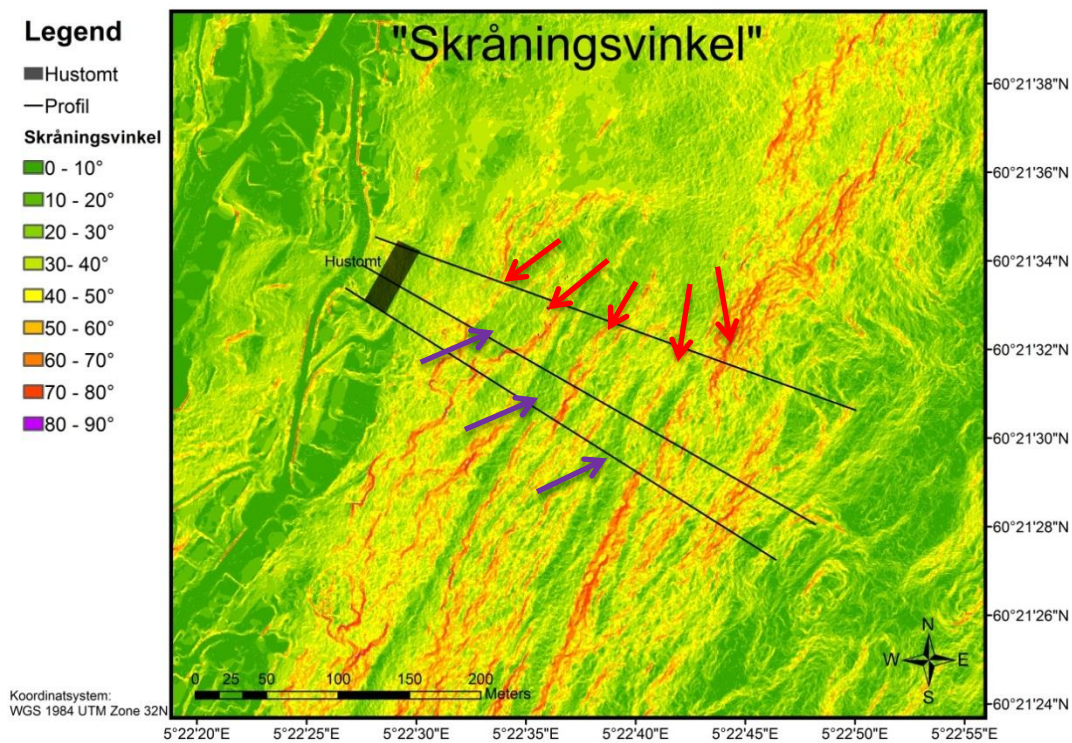 Legend
Hustomt
Profil
Skråningsvinkel
0 - 10°
10 - 20°
20 - 30°
30- 40°
40 - 50°
50 - 60°
60 - 70°
70 - 80°
80 - 90°
Koordinatsystem:
WGS 1984 UTM Zone 32N
"Skråningsvinkel"
Hustomt
60°21'38"N
60°21'36"N
60°21'34"N
60°21'32"N
60°21'30"N
60°21'28"N
60°21'26"N
60°21'24"N
N
W E
S
0 25 50 100 150 200
Meters
5°22'20"E 5°22'25"E 5°22'30"E 5°22'35"E 5°22'40"E 5°22'45"E 5°22'50"E 5°22'55"E